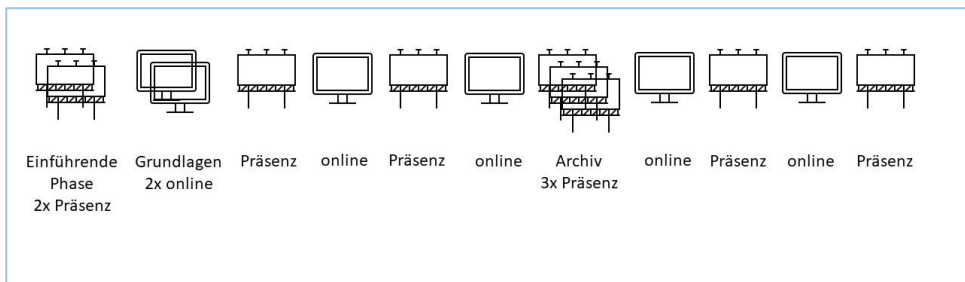 Einführende Phase 2x Präsenz
Grundlagen 2x online
Präsenz
online
Präsenz
online
Archiv 3x Präsenz
online
Präsenz
online
Präsenz